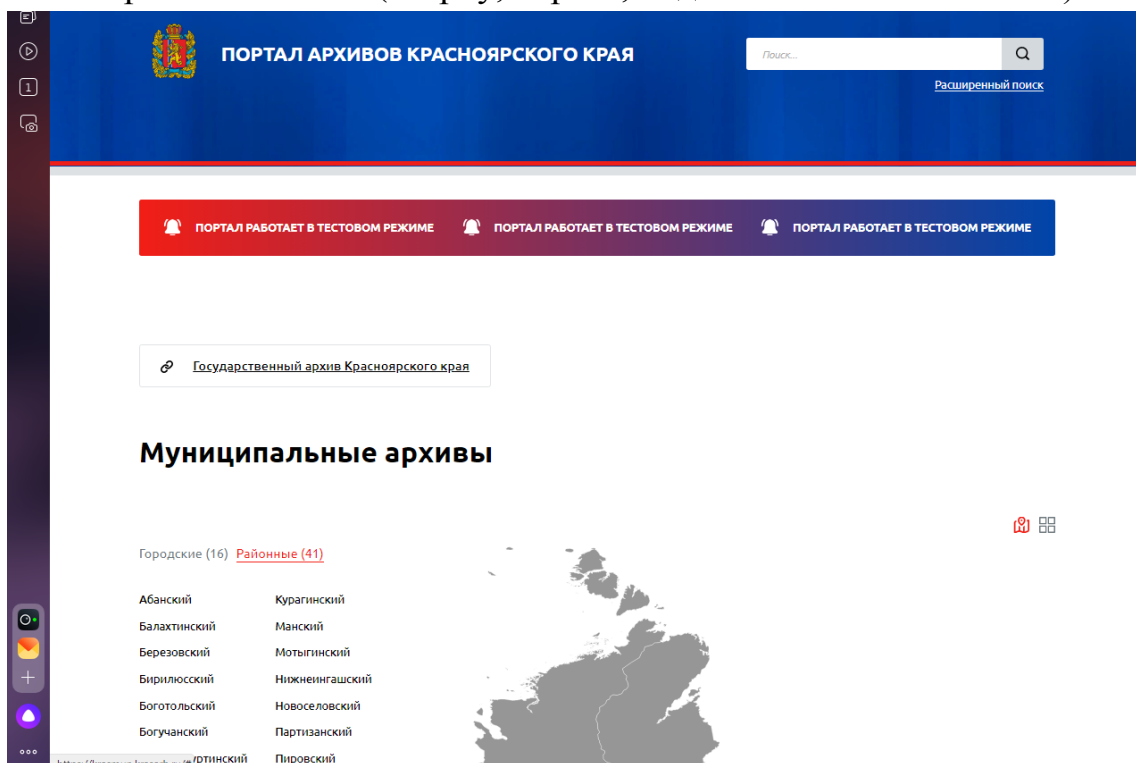 ПОРТАЛ АРХИВОВ КРАСНОЯРСКОГО КРАЯ
Поиск...
Расширенный поиск
1
ПОРТАЛ РАБОТАЕТ В ТЕСТОВОМ РЕЖИМЕ ПОРТАЛ РАБОТАЕТ В ТЕСТОВОМ РЕЖИМЕ ПОРТАЛ РАБОТАЕТ В ТЕСТОВОМ РЕЖИМЕ
Государственный архив Красноярского края
Муниципальные архивы
Городские (16) Районные (41)
Абанский Курагинский
Балахтинский Манский
Березовский Мотыгинский
Бирилюсский Нижнеингашский
Боготольский Новоселовский
Богучанский Партизанский
Пировский